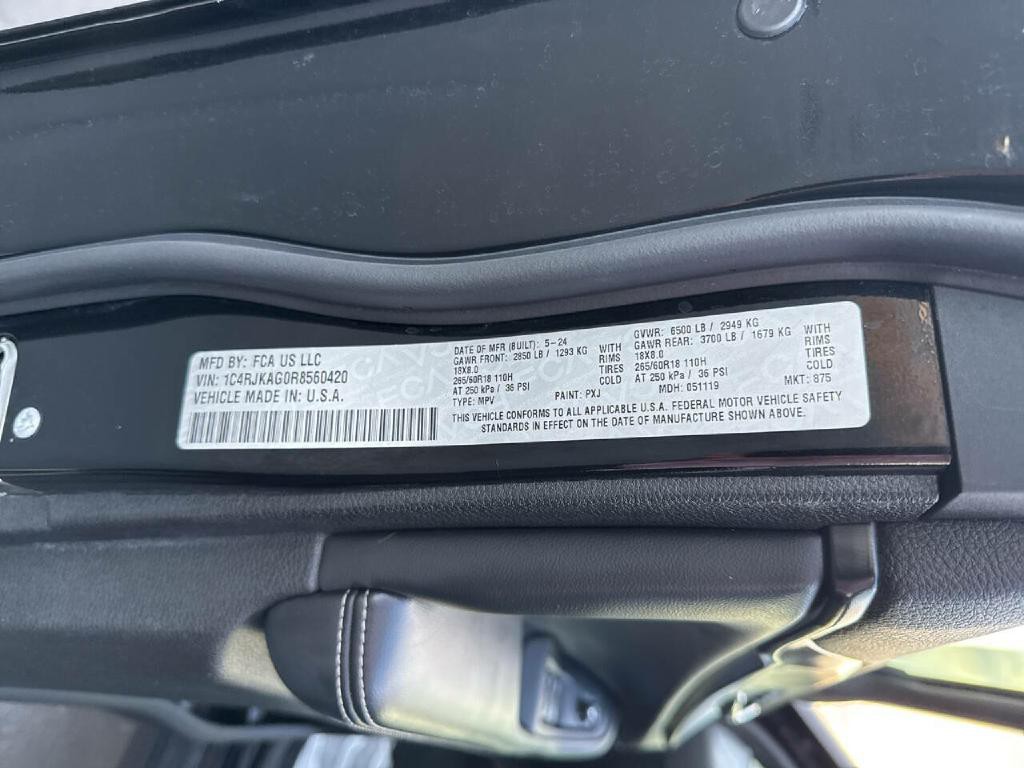 MFD BY: FCA US LLC
VIN: 1C4RJKAG0R8560420
VEHICLE MADE IN: U.S.A.
DATE OF MFR (BUILT): 5-24
GAWR FRONT: 2850 LB / 1293 KG WITH
18X8.0 RIMS
265/60R18 110H TIRES
AT 250 kPa / 36 PSI COLD
TYPE: MPV PAINT: PXJ
GVWR: 6500 LB / 2949 KG
GAWR REAR: 3700 LB / 1679 KG WITH
18X8.0 RIMS
265/60R18 110H TIRES
AT 250 kPa / 36 PSI COLD
MDH: 051119 MKT: 875
THIS VEHICLE CONFORMS TO ALL APPLICABLE U.S.A. FEDERAL MOTOR VEHICLE SAFETY
STANDARDS IN EFFECT ON THE DATE OF MANUFACTURE SHOWN ABOVE.